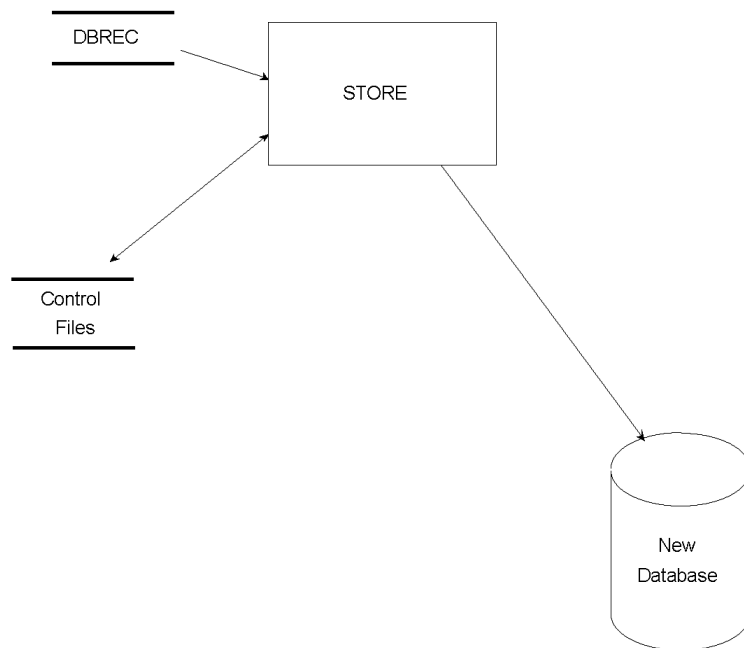 DBREC
STORE
Control
Files
New
Database